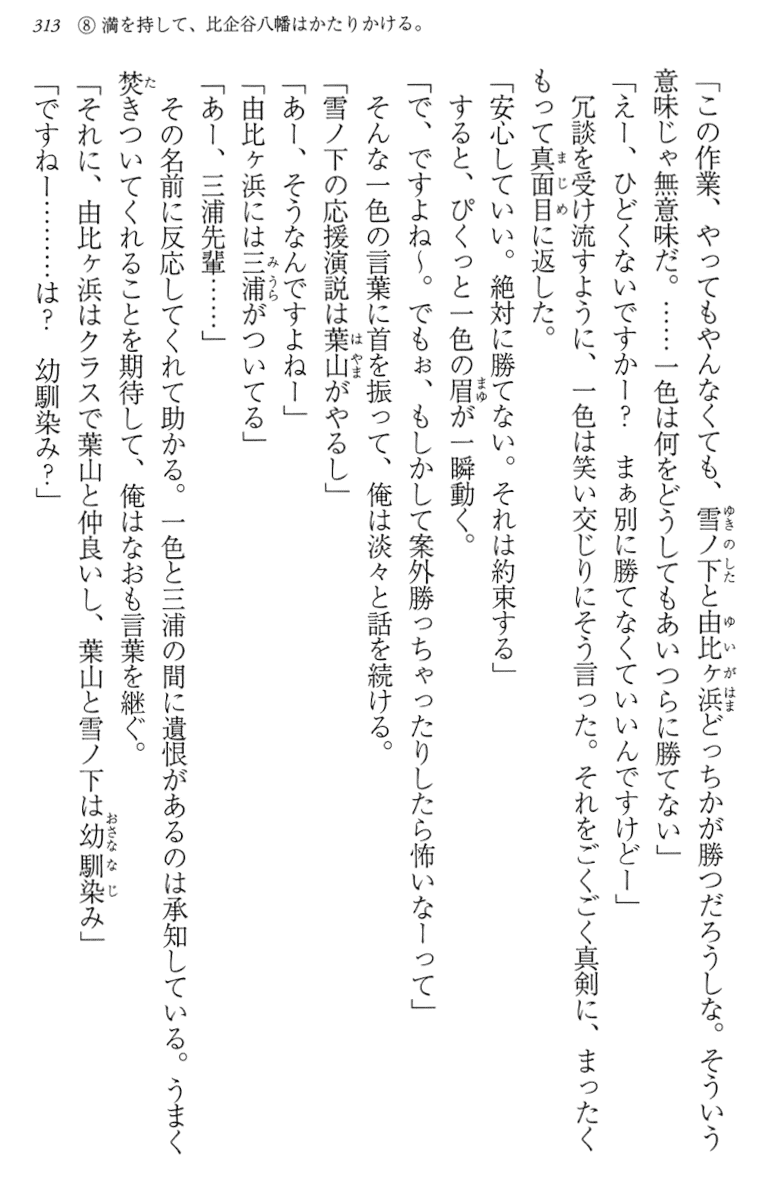 313 ⑧ 満を持して、比企谷八幡はかたりかける。
「この作業、やってもやんなくても、雪ノ下と由比ヶ浜どっちかが勝つだろうしな。そういう
意味じゃ無意味だ。……一色は何をどうしてもあいつらに勝てない」
「えー、ひどくないですかー？　まぁ別に勝てなくていいんですけどー」
　冗談を受け流すように、一色は笑い交じりにそう言った。それをごくごく真剣に、まったく
もって真面目に返した。
「安心していい。絶対に勝てない。それは約束する」
　すると、ぴくっと一色の眉が一瞬動く。
「で、ですよね～。でもぉ、もしかして案外勝っちゃったりしたら怖いなーって」
　そんな一色の言葉に首を振って、俺は淡々と話を続ける。
「雪ノ下の応援演説は葉山がやるし」
「あー、そうなんですよねー」
「由比ヶ浜には三浦がついてる」
「あー、三浦先輩……」
　その名前に反応してくれて助かる。一色と三浦の間に遺恨があるのは承知している。うまく
焚きついてくれることを期待して、俺はなおも言葉を継ぐ。
「それに、由比ヶ浜はクラスで葉山と仲良いし、葉山と雪ノ下は幼馴染み」
「ですねー………は？　幼馴染み？」